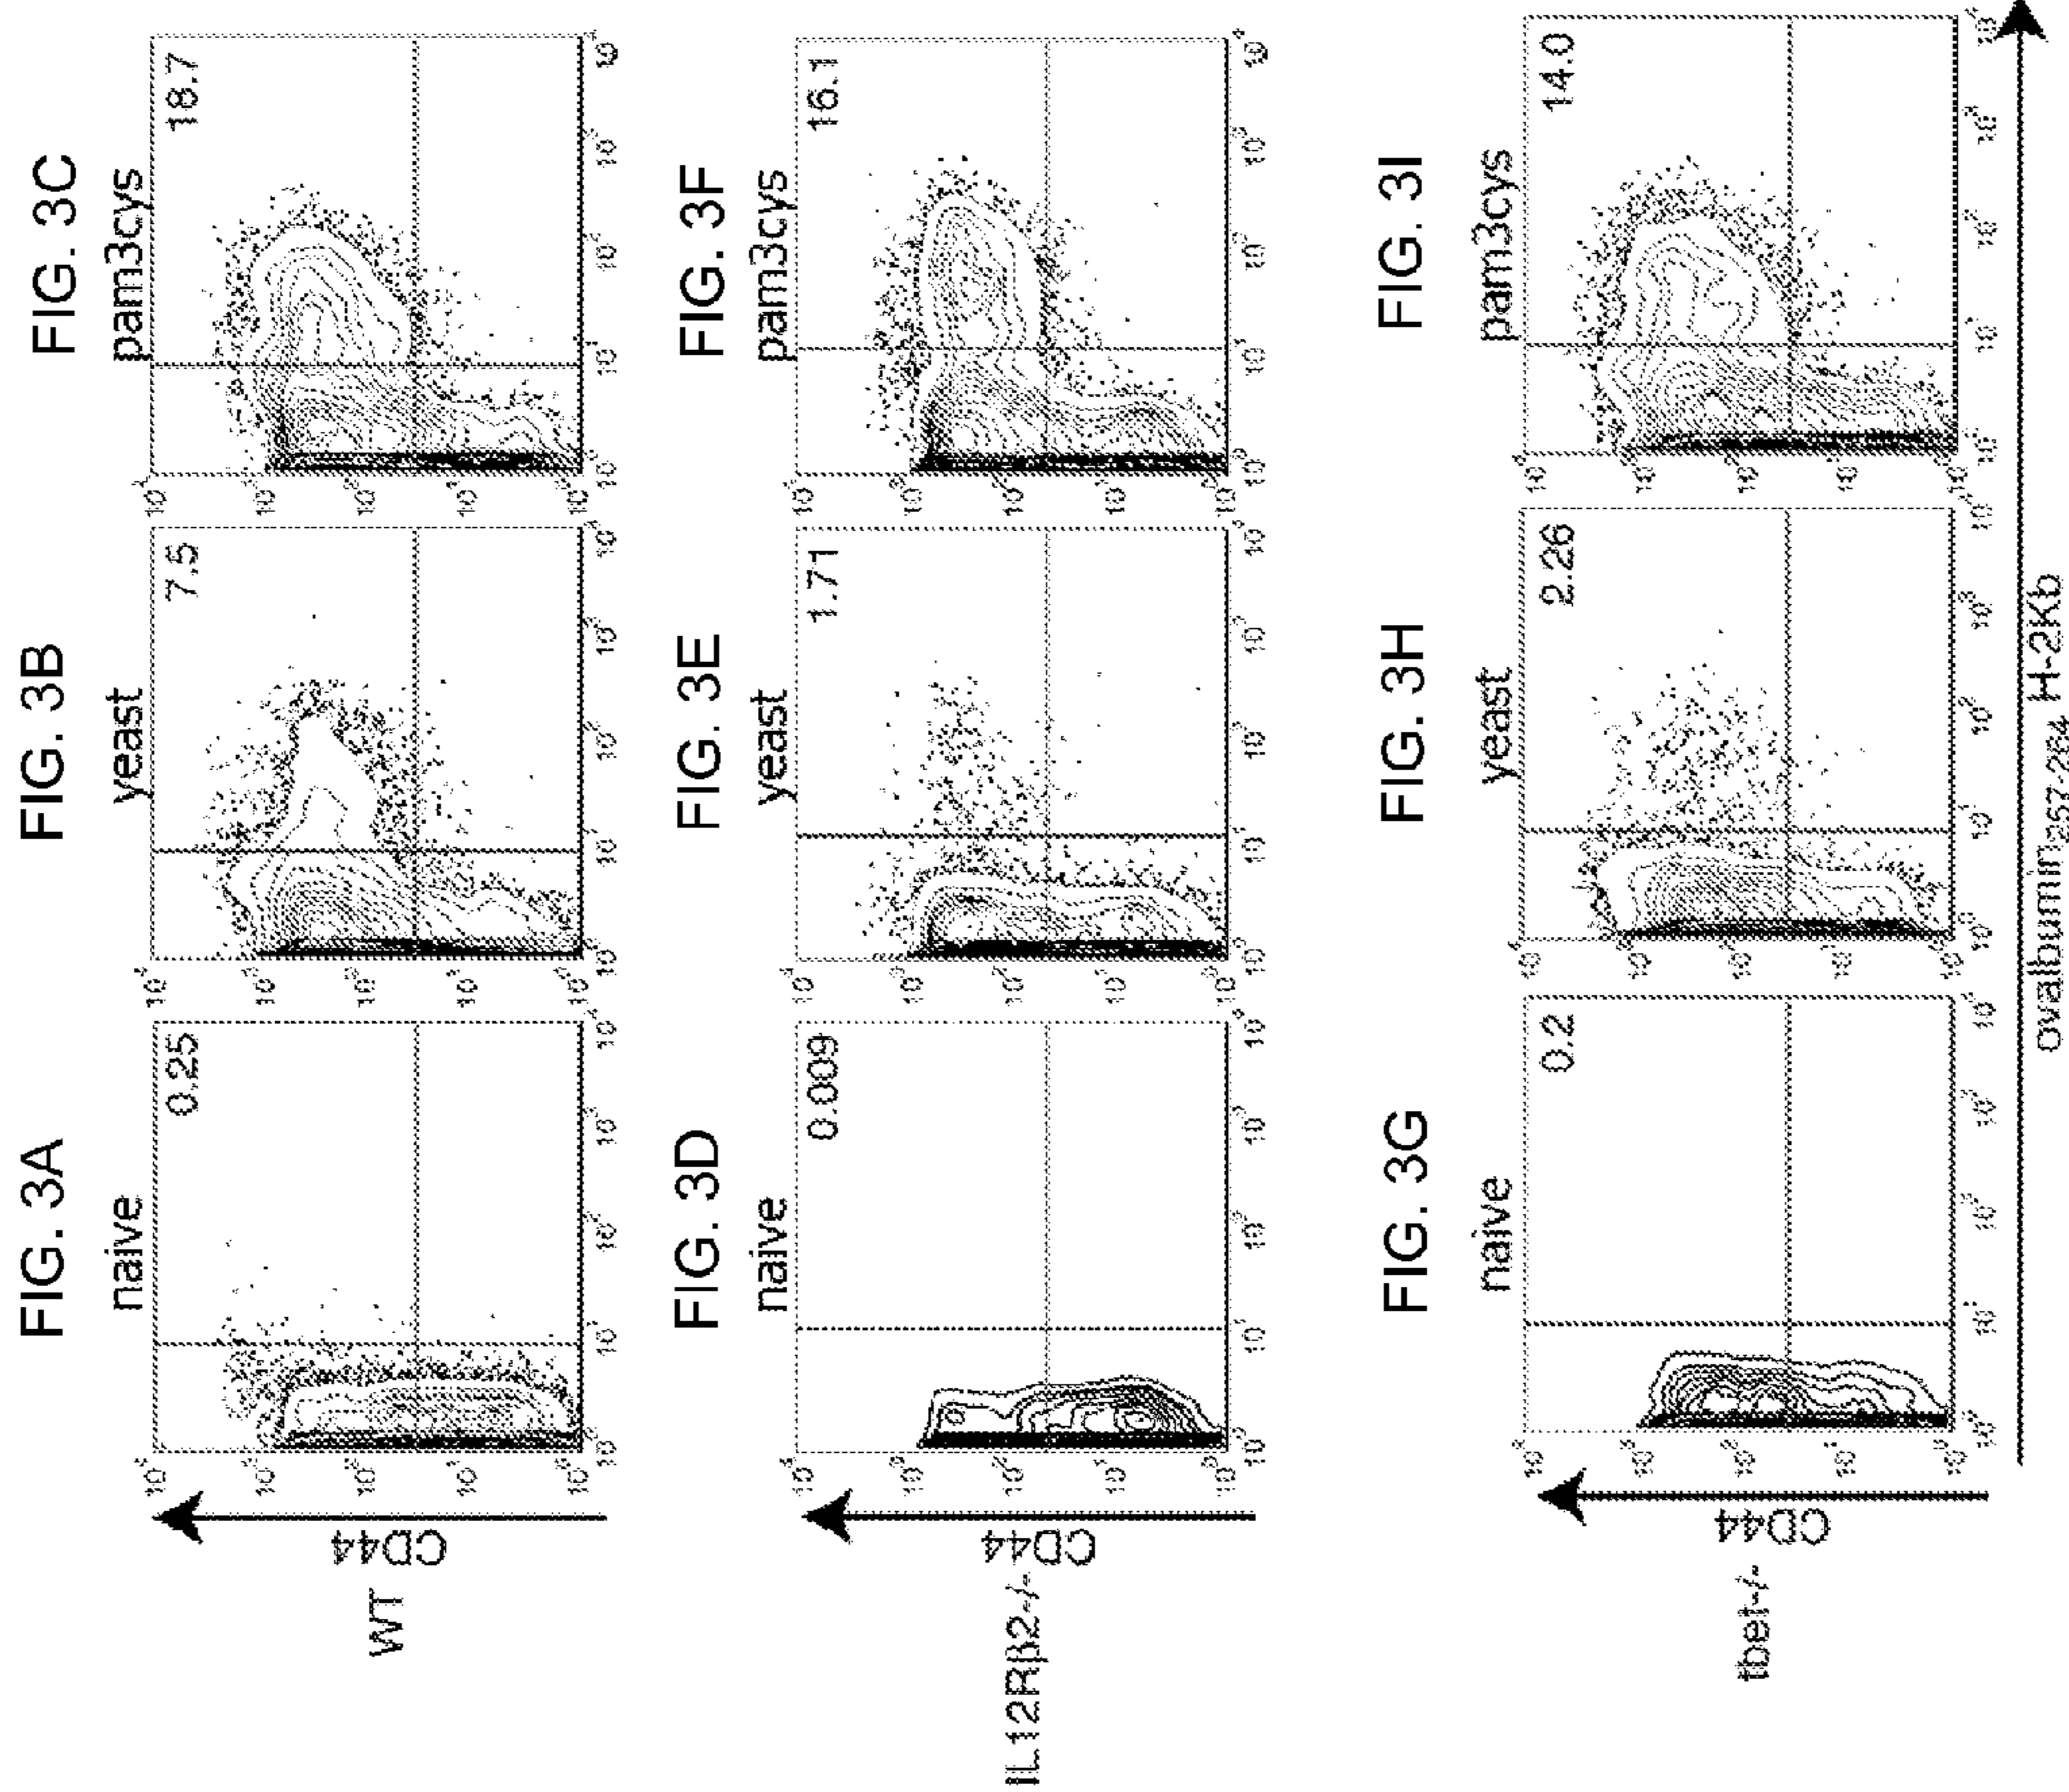 FIG. 3A
FIG. 3B
FIG. 3C
naive
yeast
pam3cys
0.25
7.5
18.7
CD44
WT
FIG. 3D
FIG. 3E
FIG. 3F
naive
yeast
pam3cys
0.009
1.71
16.1
CD44
IL12Rβ2-/-
FIG. 3G
FIG. 3H
FIG. 3I
naive
yeast
pam3cys
0.2
2.26
14.0
CD44
tbet-/-
ovalbumin257-264 H-2Kb